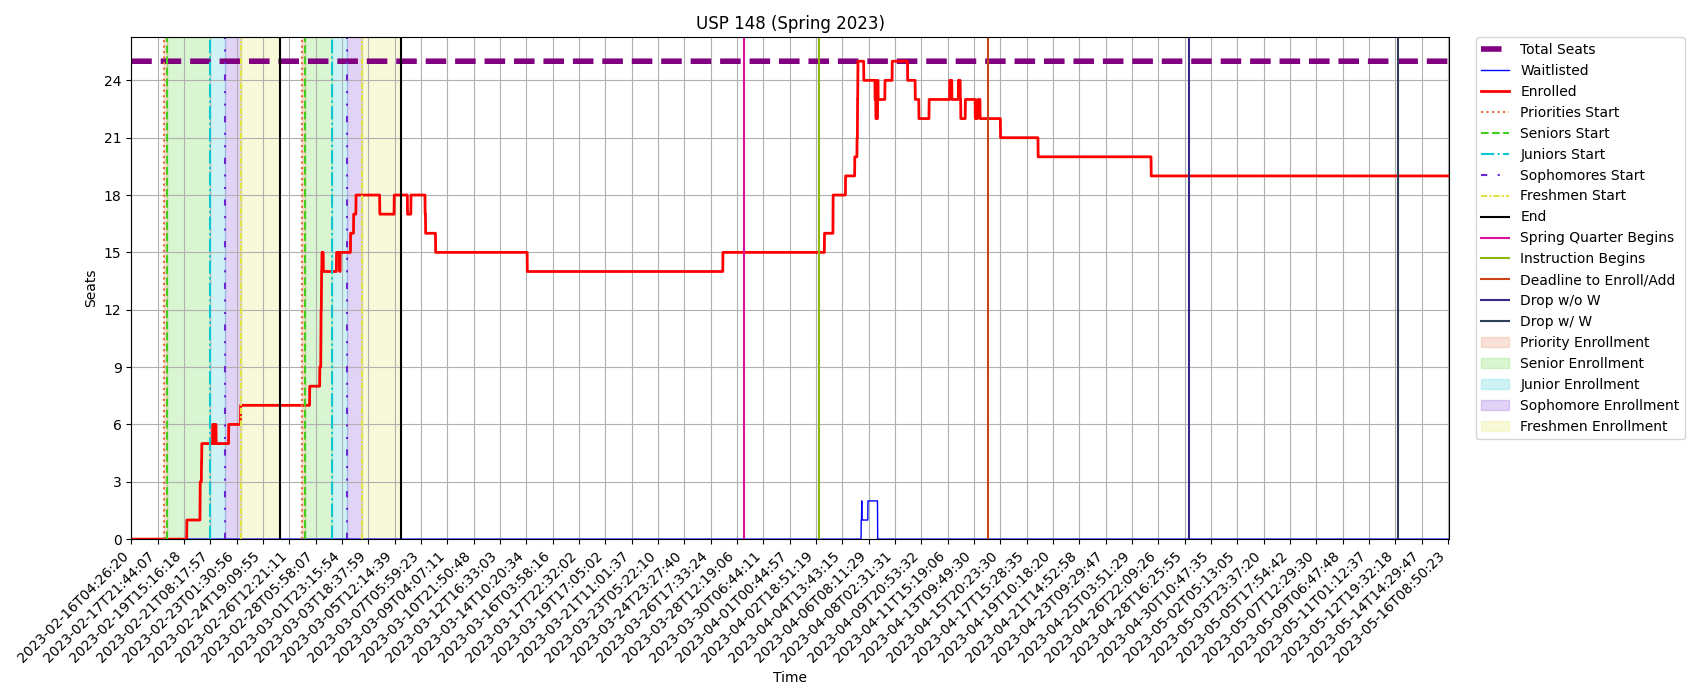 USP 148 (Spring 2023)
Seats
24
21
18
15
12
9
6
3
0
2023-02-16T04:26:20
2023-02-17T21:44:07
2023-02-19T15:16:18
2023-02-21T08:17:57
2023-02-23T01:30:56
2023-02-24T19:09:55
2023-02-26T12:21:11
2023-02-28T05:58:07
2023-03-01T23:15:54
2023-03-03T18:37:59
2023-03-05T12:14:39
2023-03-07T05:59:23
2023-03-09T04:07:11
2023-03-10T21:50:48
2023-03-12T16:33:03
2023-03-14T10:20:34
2023-03-16T03:58:16
2023-03-17T22:32:02
2023-03-19T17:05:02
2023-03-21T11:01:37
2023-03-23T05:22:10
2023-03-24T23:27:40
2023-03-26T17:33:24
2023-03-28T12:19:06
2023-03-30T06:44:11
2023-04-01T00:44:57
2023-04-02T18:51:19
2023-04-04T13:43:15
2023-04-06T08:11:29
2023-04-08T02:31:31
2023-04-09T20:53:32
2023-04-11T15:19:06
2023-04-13T09:49:30
2023-04-15T20:23:30
2023-04-17T15:28:35
2023-04-19T10:18:20
2023-04-21T14:52:58
2023-04-23T09:29:47
2023-04-25T03:51:29
2023-04-26T22:09:26
2023-04-28T16:25:55
2023-04-30T10:47:35
2023-05-02T05:13:05
2023-05-03T23:37:20
2023-05-05T17:54:42
2023-05-07T12:29:30
2023-05-09T06:47:48
2023-05-11T01:12:37
2023-05-12T19:32:18
2023-05-14T14:29:47
2023-05-16T08:50:23
Time
Total Seats
Waitlisted
Enrolled
Priorities Start
Seniors Start
Juniors Start
Sophomores Start
Freshmen Start
End
Spring Quarter Begins
Instruction Begins
Deadline to Enroll/Add
Drop w/o W
Drop w/ W
Priority Enrollment
Senior Enrollment
Junior Enrollment
Sophomore Enrollment
Freshmen Enrollment